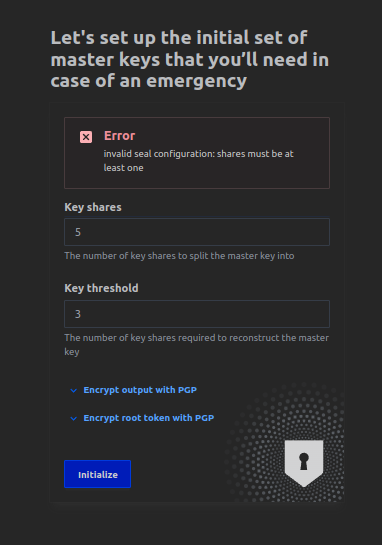 Let's set up the initial set of
master keys that you’ll need in
case of an emergency
Error
invalid seal configuration: shares must be at
least one
Key shares
5
The number of key shares to split the master key into
Key threshold
3
The number of key shares required to reconstruct the master
key
Encrypt output with PGP
Encrypt root token with PGP
Initialize